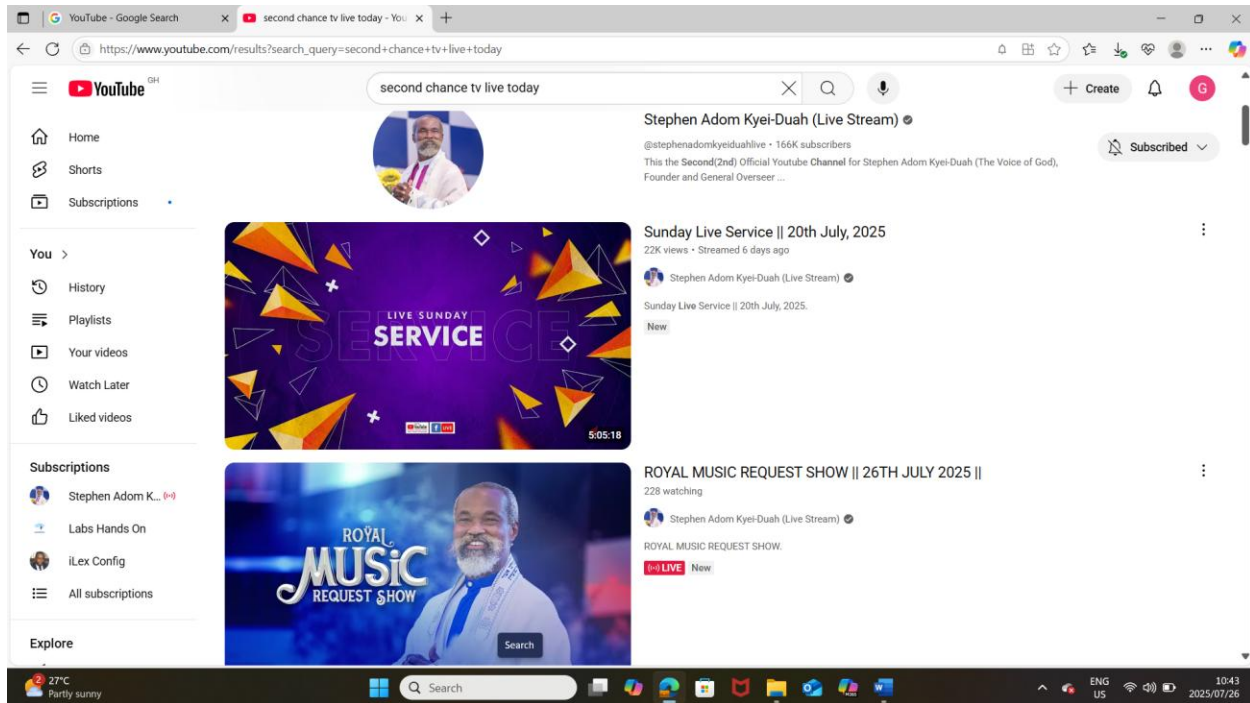 YouTube - Google Search
second chance tv live today - You
https://www.youtube.com/results?search_query=second+chance+tv+live+today
YouTube GH
second chance tv live today
Create
G
Home
Shorts
Subscriptions
You
History
Playlists
Your videos
Watch Later
Liked videos
Subscriptions
Stephen Adom K...
Labs Hands On
iLex Config
All subscriptions
Explore
Stephen Adom Kyei-Duah (Live Stream)
@stephenadomkyeiduahlive • 166K subscribers
This the Second(2nd) Official Youtube Channel for Stephen Adom Kyei-Duah (The Voice of God),
Founder and General Overseer ...
Subscribed
SERVICE
LIVE SUNDAY
SERVICE
LIVE
5:05:18
Sunday Live Service || 20th July, 2025
22K views • Streamed 6 days ago
Stephen Adom Kyei-Duah (Live Stream)
Sunday Live Service || 20th July, 2025.
New
ROYAL
MUSIC
REQUEST SHOW
Search
ROYAL MUSIC REQUEST SHOW || 26TH JULY 2025 ||
228 watching
Stephen Adom Kyei-Duah (Live Stream)
ROYAL MUSIC REQUEST SHOW.
LIVE New
2
27°C
Partly sunny
Search
ENG
US
10:43
2025/07/26